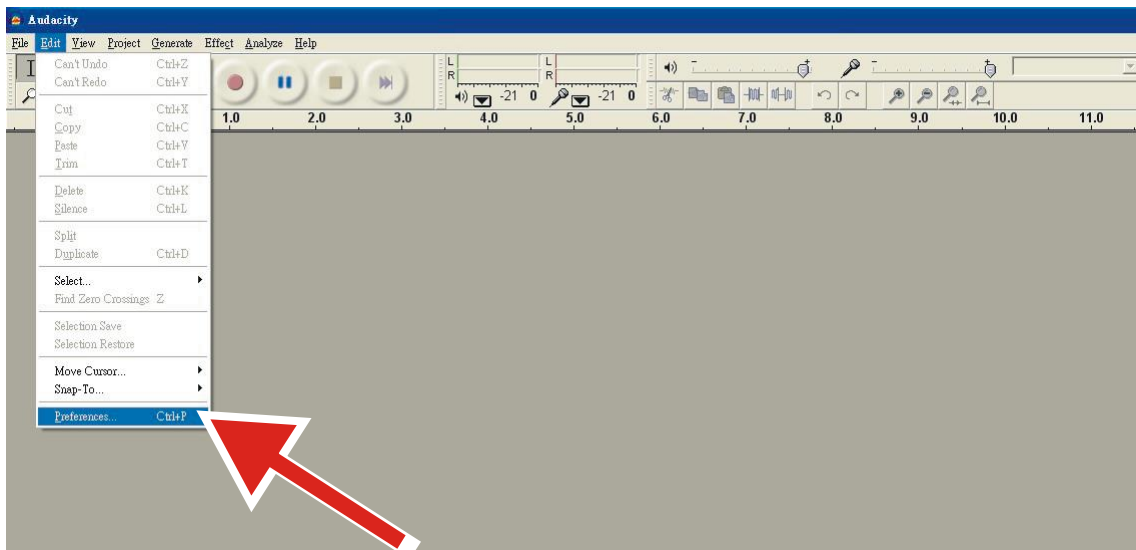 Audacity
File Edit View Project Generate Effect Analyze Help
Can't Undo Ctrl+Z
Can't Redo Ctrl+Y
Cut Ctrl+X
Copy Ctrl+C
Paste Ctrl+V
Trim Ctrl+T
Delete Ctrl+K
Silence Ctrl+L
Split
Duplicate Ctrl+D
Select...
Find Zero Crossings Z
Selection Save
Selection Restore
Move Cursor...
Snap-To...
Preferences... Ctrl+P
L L
R R
-21 0 -21 0
1.0 2.0 3.0 4.0 5.0 6.0 7.0 8.0 9.0 10.0 11.0